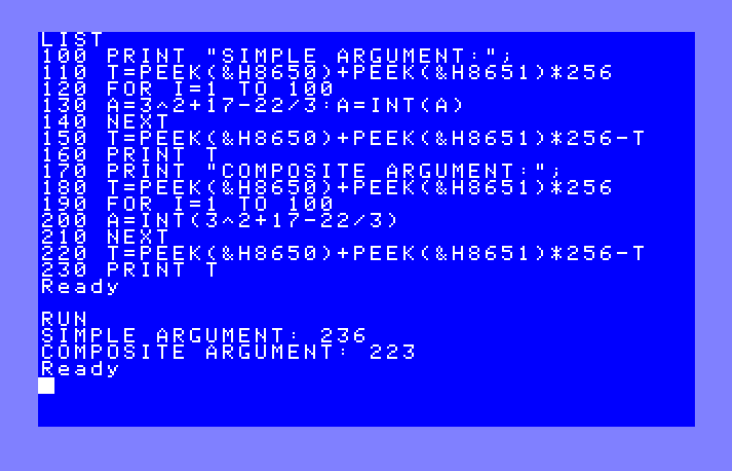 LIST
100 PRINT "SIMPLE ARGUMENT:";
110 T=PEEK(&H8650)+PEEK(&H8651)*256
120 FOR I=1 TO 100
130 A=3^2+17-22/3:A=INT(A)
140 NEXT
150 T=PEEK(&H8650)+PEEK(&H8651)*256-T
160 PRINT T
170 PRINT "COMPOSITE ARGUMENT:";
180 T=PEEK(&H8650)+PEEK(&H8651)*256
190 FOR I=1 TO 100
200 A=INT(3^2+17-22/3)
210 NEXT
220 T=PEEK(&H8650)+PEEK(&H8651)*256-T
230 PRINT T
Ready
RUN
SIMPLE ARGUMENT: 236
COMPOSITE ARGUMENT: 223
Ready